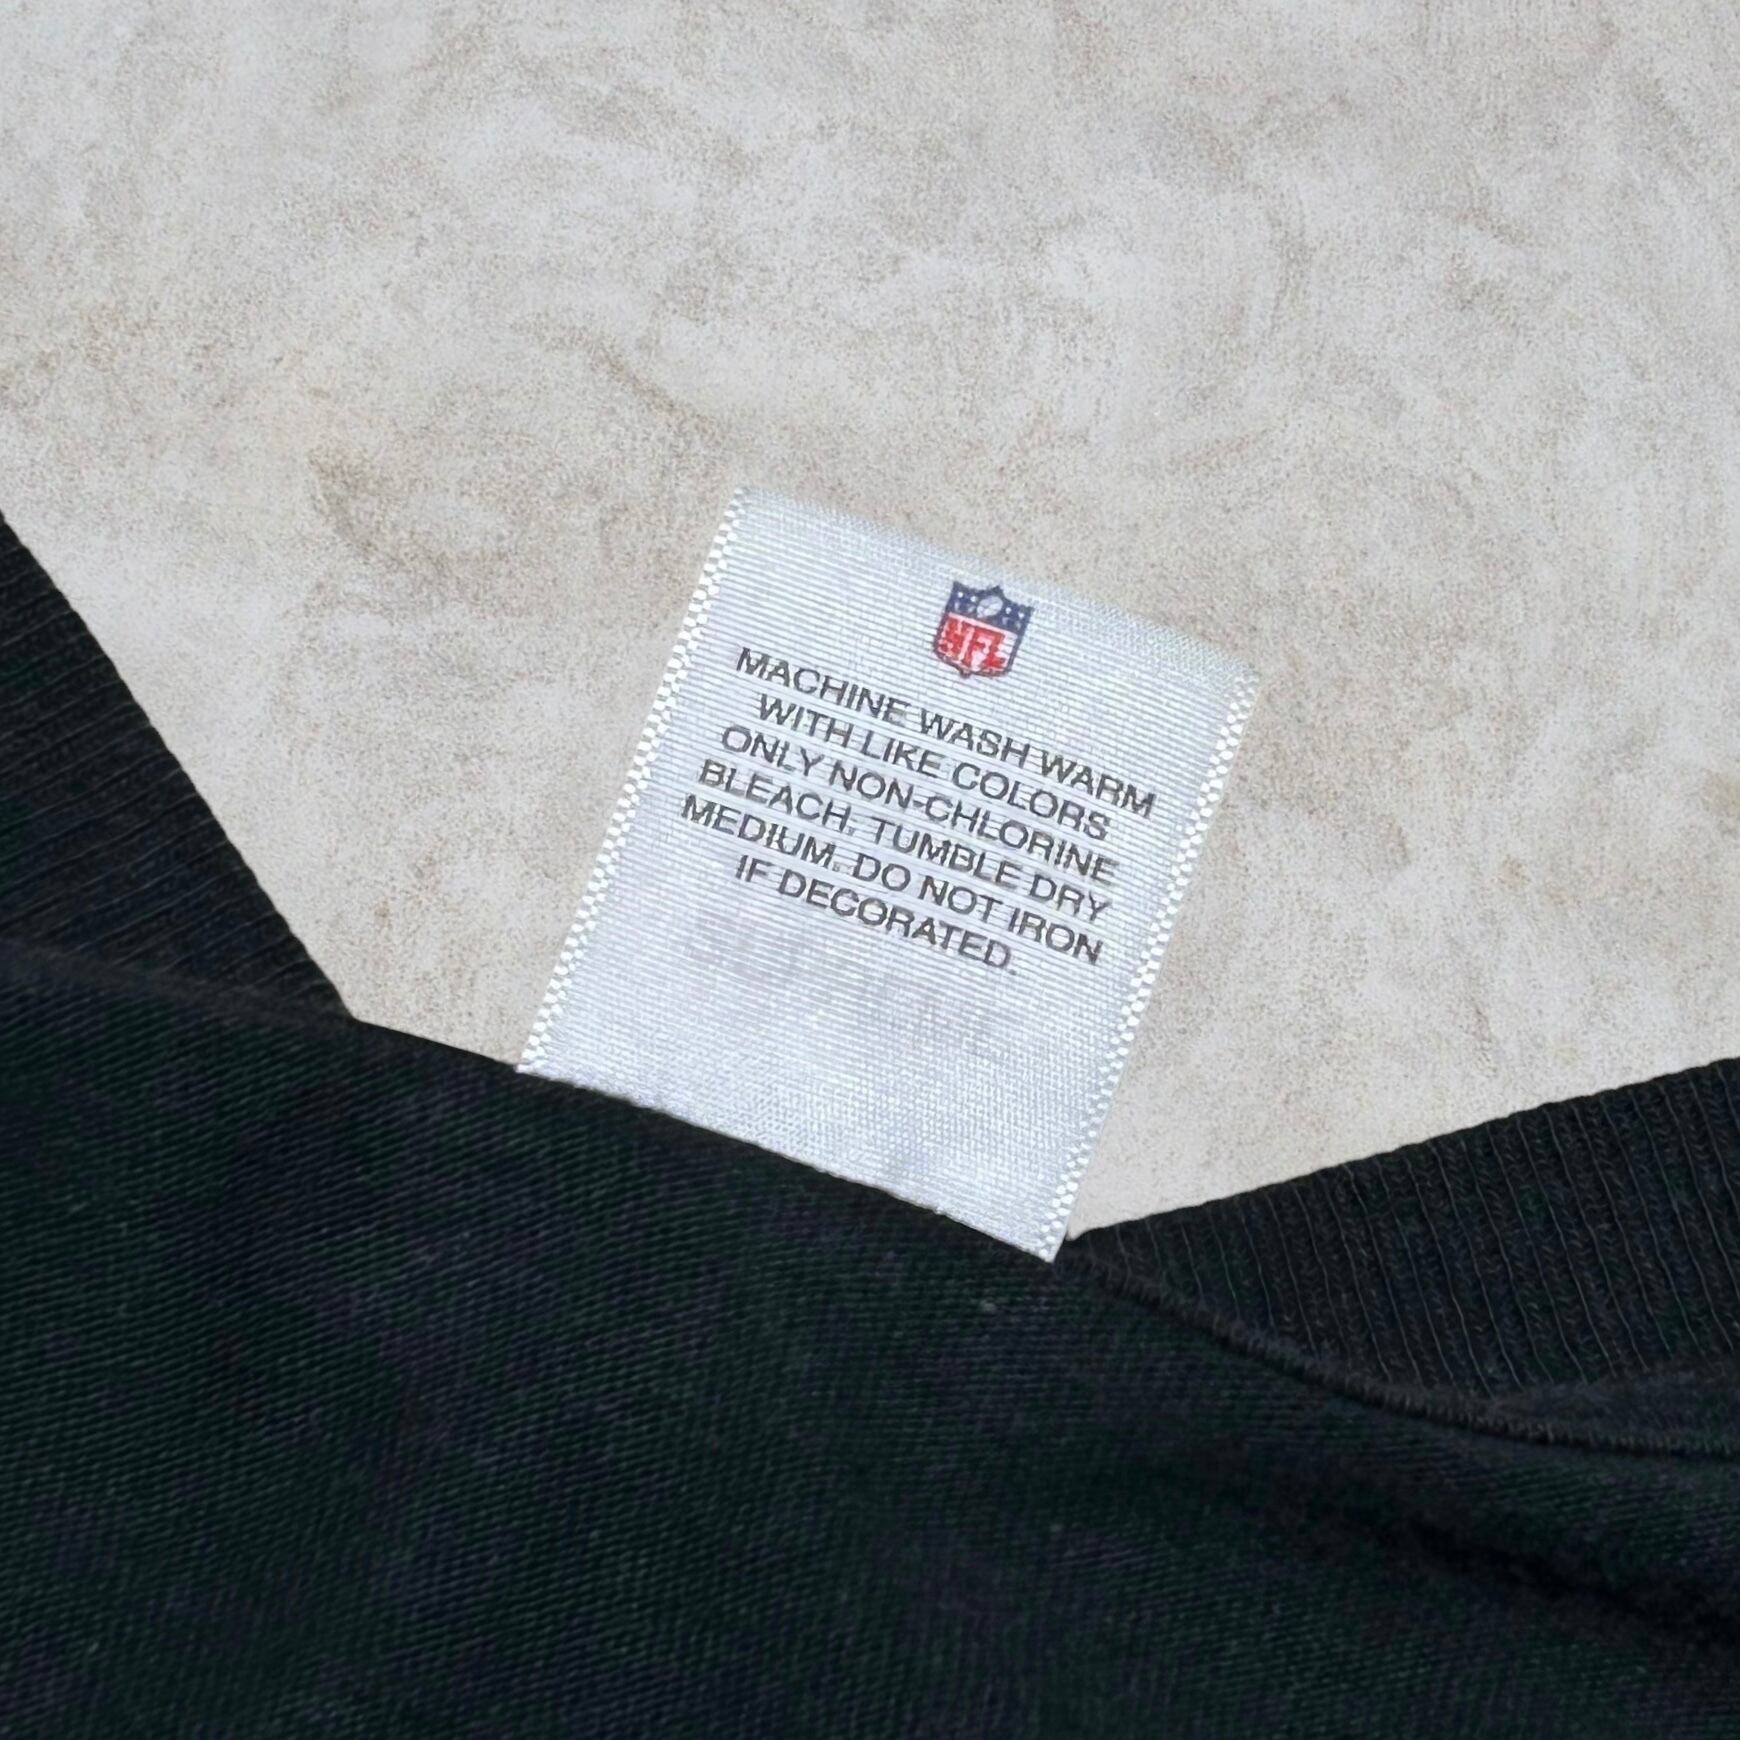 NFL
MACHINE WASH WARM
WITH LIKE COLORS
ONLY NON-CHLORINE
BLEACH. TUMBLE DRY
MEDIUM. DO NOT IRON
IF DECORATED.